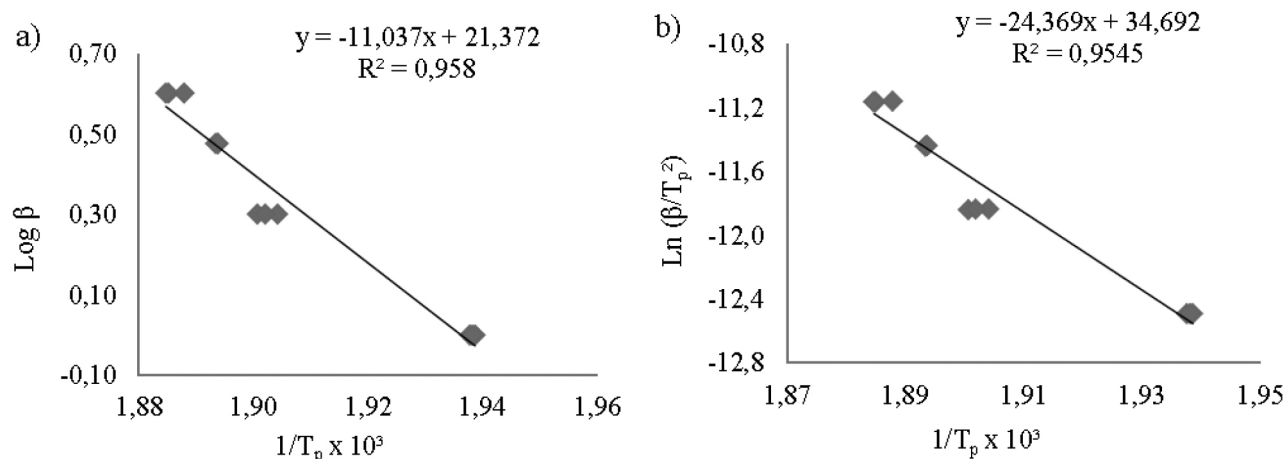 a)
y = -11,037x + 21,372
R² = 0,958
0,70
0,50
0,30
0,10
-0,10
Log β
1,88 1,90 1,92 1,94 1,96
1/Tₚ x 10³
b)
y = -24,369x + 34,692
R² = 0,9545
-10,8
-11,2
-11,6
-12,0
-12,4
-12,8
Ln (β/Tₚ²)
1,87 1,89 1,91 1,93 1,95
1/Tₚ x 10³